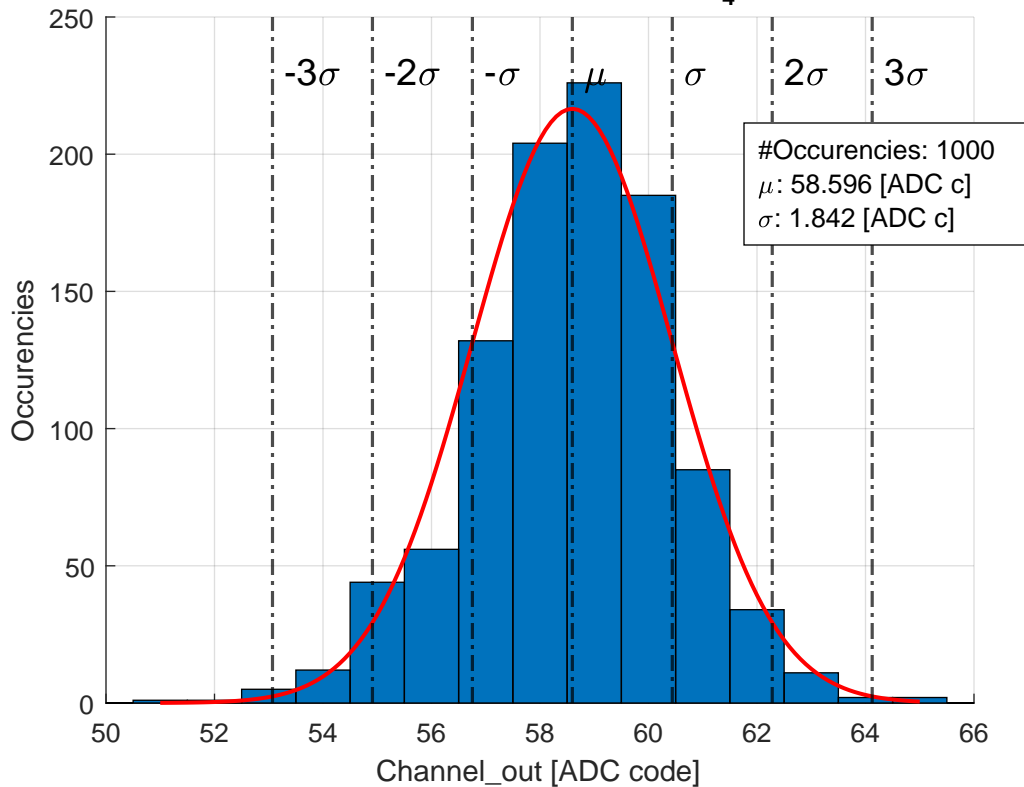 4
250
-3σ -2σ -σ μ σ 2σ 3σ
#Occurencies: 1000
μ: 58.596 [ADC c]
σ: 1.842 [ADC c]
200
150
100
50
0
Occurencies
50 52 54 56 58 60 62 64 66
Channel_out [ADC code]